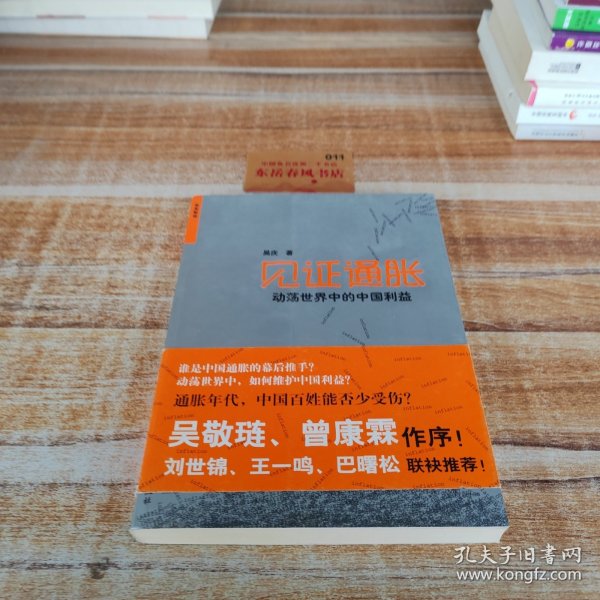 011
东岳春风书店
吴庆 著
见证通胀
动荡世界中的中国利益
谁是中国通胀的幕后推手？
动荡世界中，如何维护中国利益？
通胀年代，中国百姓能否少受伤？
吴敬琏、曾康霖作序！
刘世锦、王一鸣、巴曙松 联袂推荐！
inflation
孔夫子旧书网
www.kongfz.com